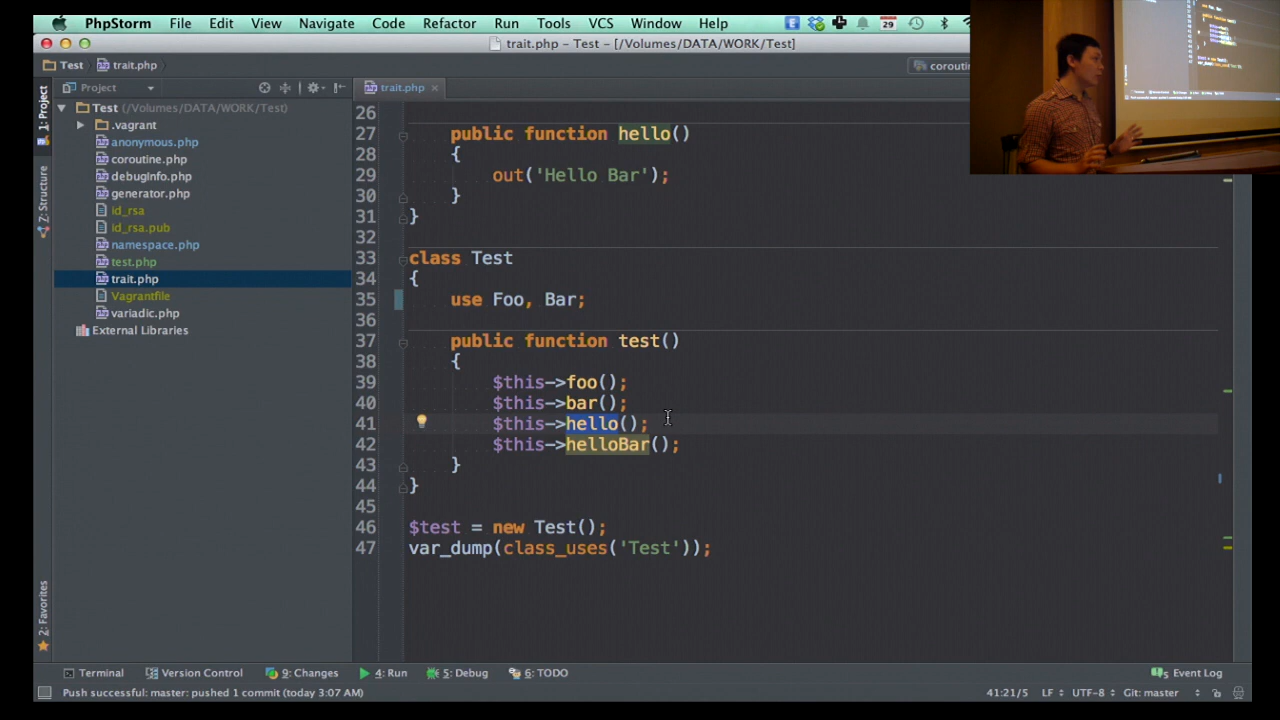 PhpStorm File Edit View Navigate Code Refactor Run Tools VCS Window Help 29
trait.php – Test – [/Volumes/DATA/WORK/Test]
Test trait.php
Project trait.php
1: Project
Z: Structure
2: Favorites
Test (/Volumes/DATA/WORK/Test)
.vagrant
anonymous.php
coroutine.php
debugInfo.php
generator.php
id_rsa
id_rsa.pub
namespace.php
test.php
trait.php
Vagrantfile
variadic.php
External Libraries
26
27 public function hello()
28 {
29 out('Hello Bar');
30 }
31 }
32
33 class Test
34 {
35 use Foo, Bar;
36
37 public function test()
38 {
39 $this->foo();
40 $this->bar();
41 $this->hello();
42 $this->helloBar();
43 }
44 }
45
46 $test = new Test();
47 var_dump(class_uses('Test'));
Terminal Version Control 9: Changes 4: Run 5: Debug 6: TODO Event Log
Push successful: master: pushed 1 commit (today 3:07 AM) 41:21/5 LF UTF-8 Git: master